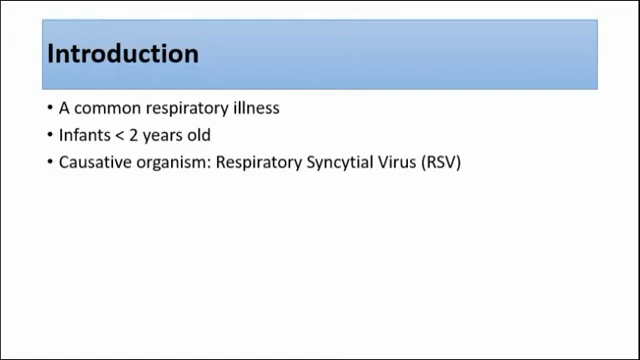 Introduction
• A common respiratory illness
• Infants < 2 years old
• Causative organism: Respiratory Syncytial Virus (RSV)